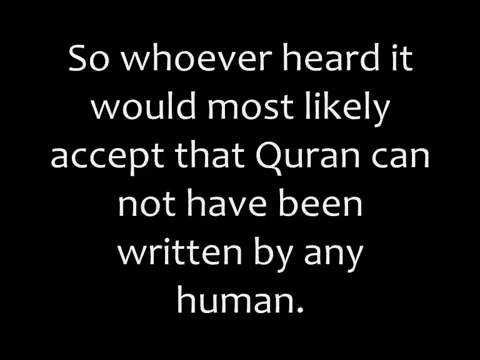 So whoever heard it
would most likely
accept that Quran can
not have been
written by any
human.